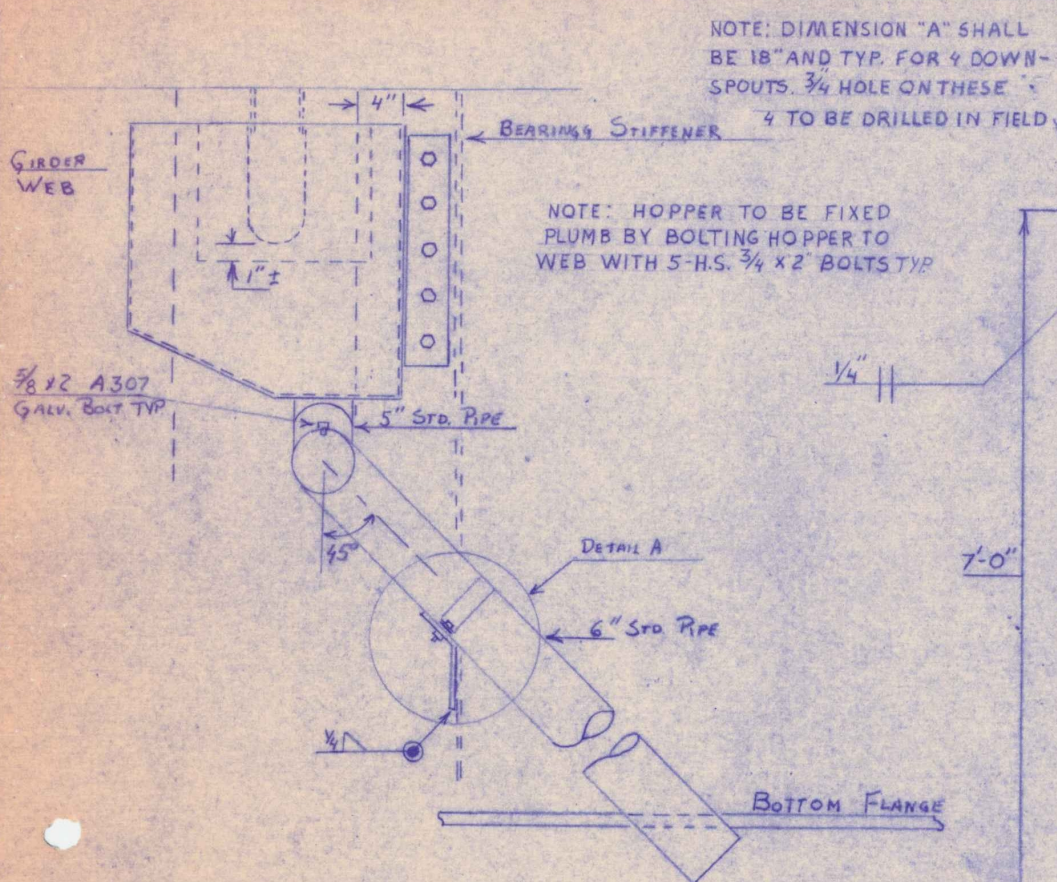 NOTE: DIMENSION "A" SHALL
BE 18" AND TYP. FOR 4 DOWN-
SPOUTS. 3/4" HOLE ON THESE
4 TO BE DRILLED IN FIELD.
4"
BEARINGG STIFFENER
GIRDER
WEB
NOTE: HOPPER TO BE FIXED
PLUMB BY BOLTING HOPPER TO
WEB WITH 5-H.S. 3/4 x 2" BOLTS TYP
1" ±
1/4"
5/8 x 2 A307
GALV. BOLT TYP.
5" STD. PIPE
45°
DETAIL A
7'-0"
6" STD PIPE
1/4
BOTTOM FLANGE